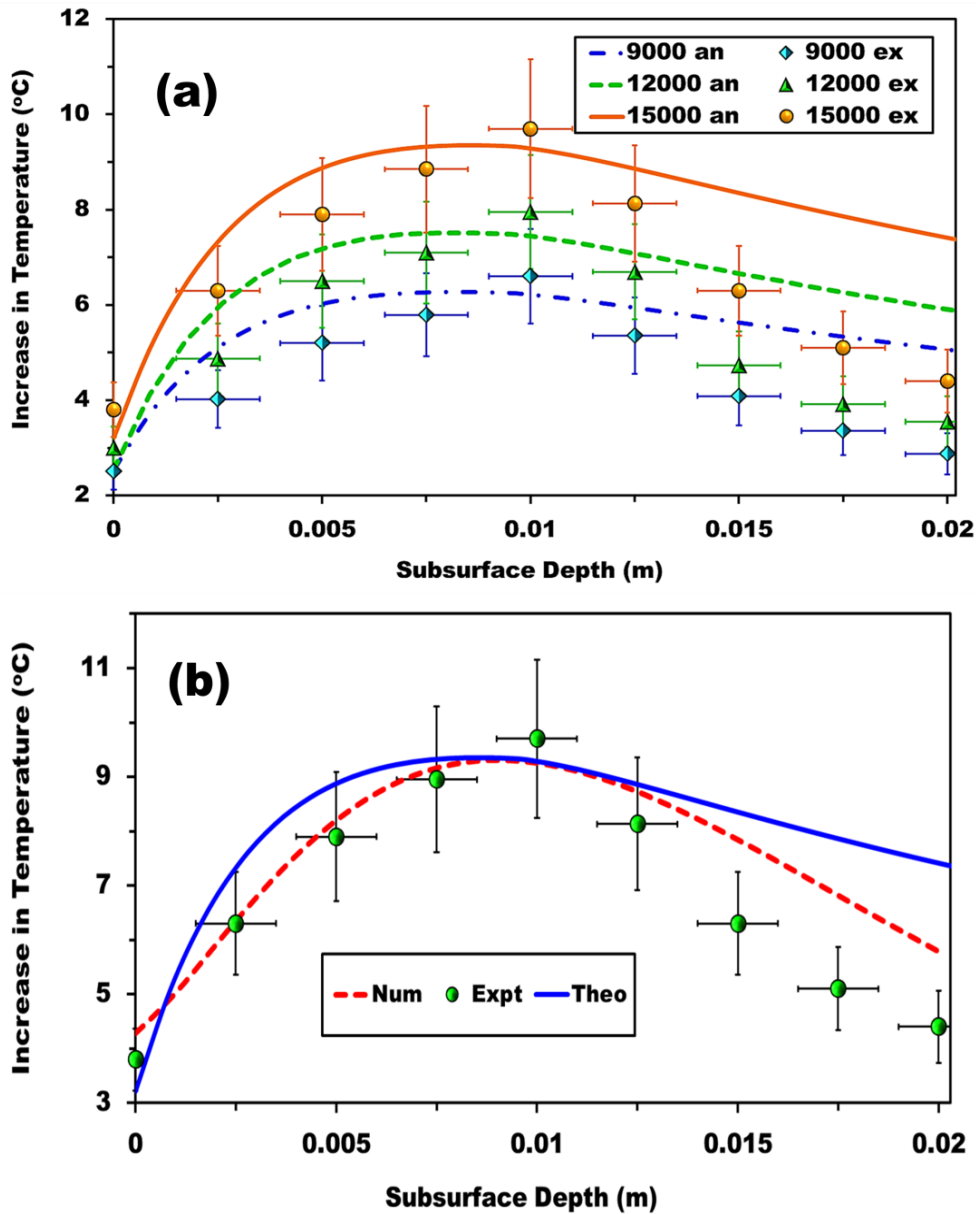 (a)
Increase in Temperature (°C)
12
10
8
6
4
2
9000 an 9000 ex
12000 an 12000 ex
15000 an 15000 ex
0 0.005 0.01 0.015 0.02
Subsurface Depth (m)
(b)
Increase in Temperature (°C)
11
9
7
5
3
Num Expt Theo
0 0.005 0.01 0.015 0.02
Subsurface Depth (m)